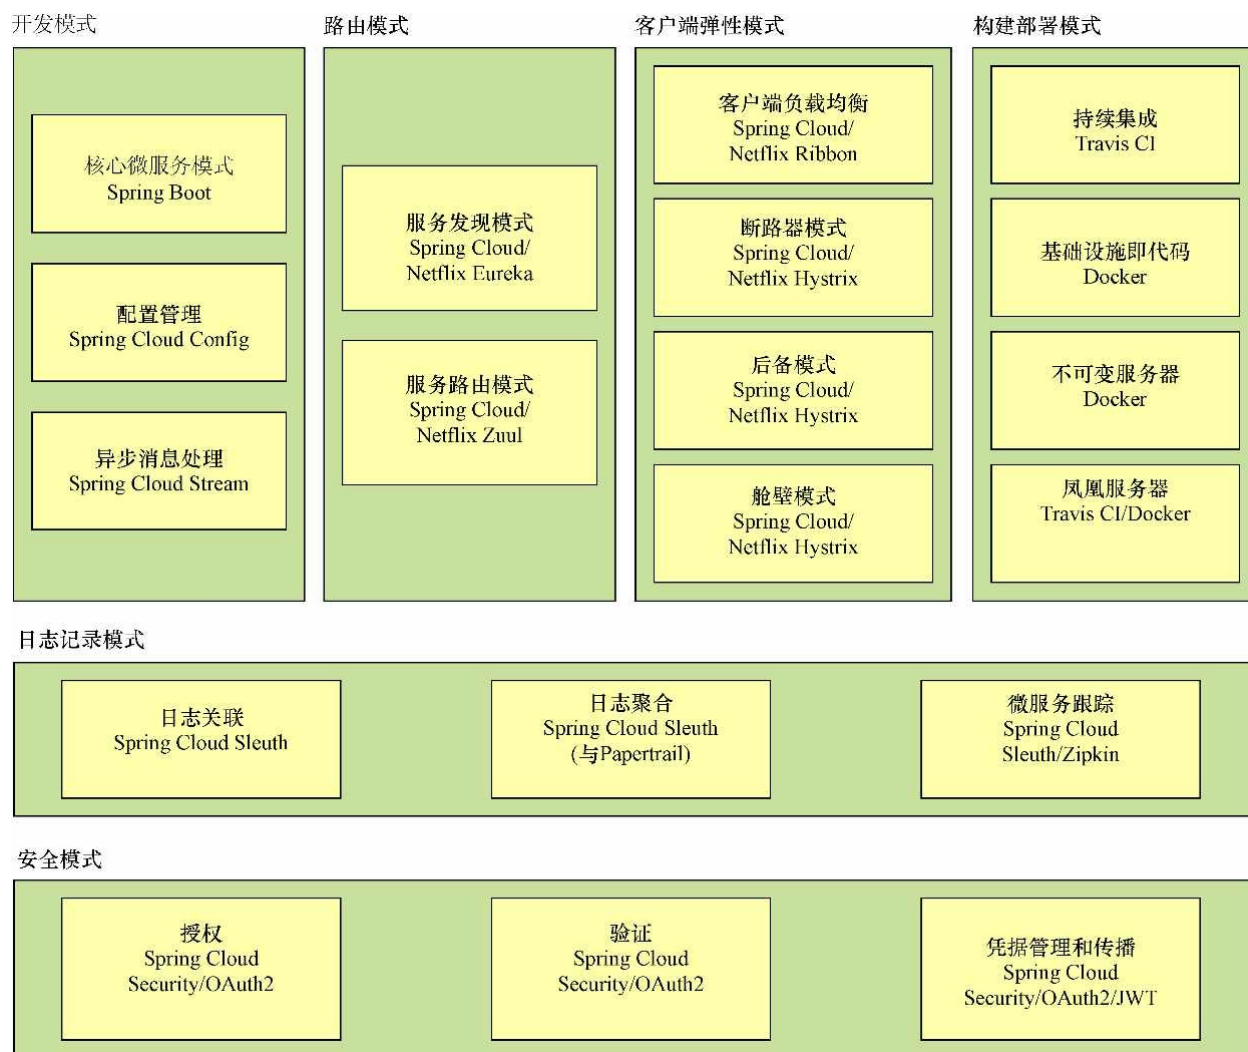 开发模式
核心微服务模式
Spring Boot
配置管理
Spring Cloud Config
异步消息处理
Spring Cloud Stream
路由模式
服务发现模式
Spring Cloud/
Netflix Eureka
服务路由模式
Spring Cloud/
Netflix Zuul
客户端弹性模式
客户端负载均衡
Spring Cloud/
Netflix Ribbon
断路器模式
Spring Cloud/
Netflix Hystrix
后备模式
Spring Cloud/
Netflix Hystrix
舱壁模式
Spring Cloud/
Netflix Hystrix
构建部署模式
持续集成
Travis CI
基础设施即代码
Docker
不可变服务器
Docker
凤凰服务器
Travis CI/Docker
日志记录模式
日志关联
Spring Cloud Sleuth
日志聚合
Spring Cloud Sleuth
(与Papertrail)
微服务跟踪
Spring Cloud
Sleuth/Zipkin
安全模式
授权
Spring Cloud
Security/OAuth2
验证
Spring Cloud
Security/OAuth2
凭据管理和传播
Spring Cloud
Security/OAuth2/JWT